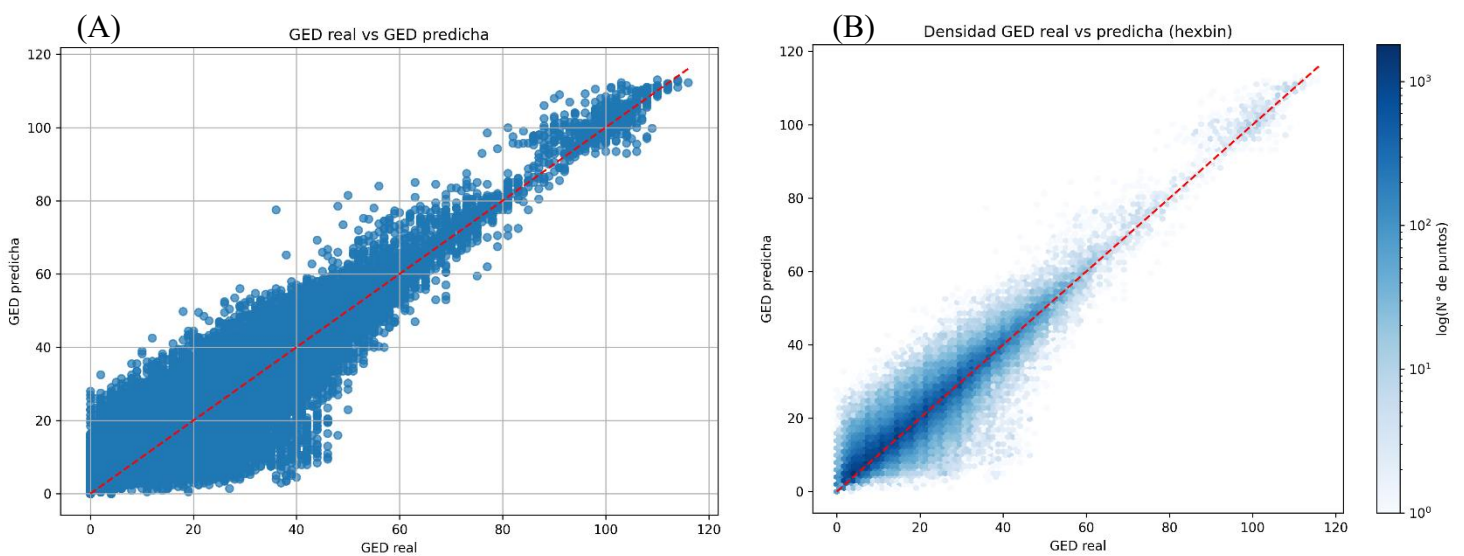 (A)
GED real vs GED predicha
120
100
80
60
40
20
0
GED predicha
0 20 40 60 80 100 120
GED real
(B)
Densidad GED real vs predicha (hexbin)
120
100
80
60
40
20
0
GED predicha
0 20 40 60 80 100 120
GED real
10³
10²
10¹
10⁰
log(N° de puntos)